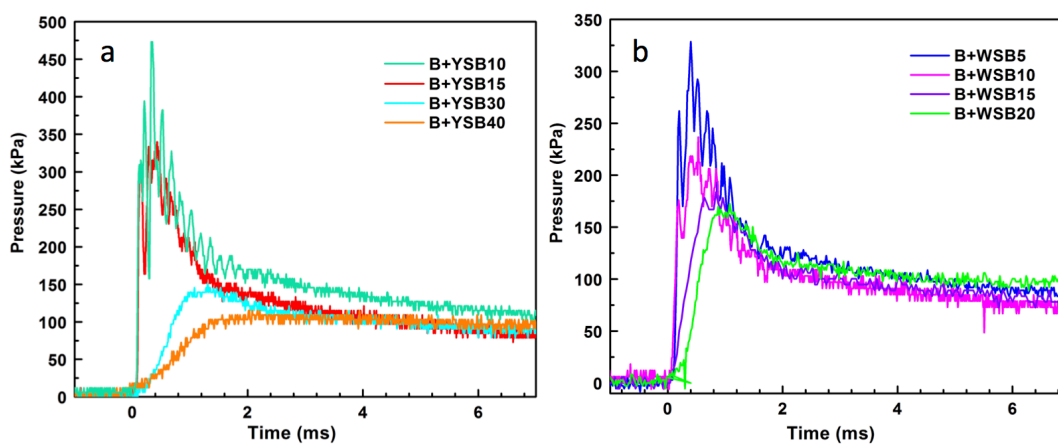 a
B+YSB10
B+YSB15
B+YSB30
B+YSB40
Pressure (kPa)
500
450
400
350
300
250
200
150
100
50
0
0
2
4
6
Time (ms)
b
B+WSB5
B+WSB10
B+WSB15
B+WSB20
Pressure (kPa)
350
300
250
200
150
100
50
0
0
2
4
6
Time (ms)